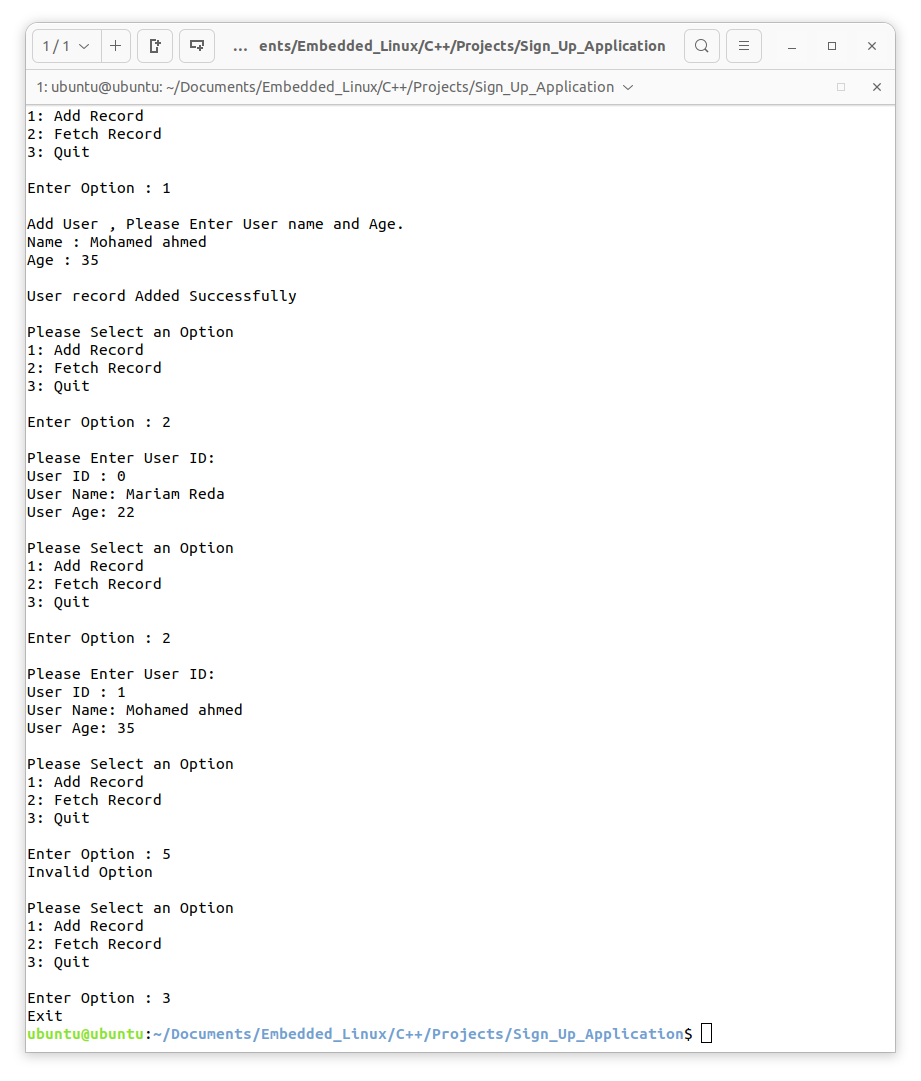 1 / 1
... ents/Embedded_Linux/C++/Projects/Sign_Up_Application
1: ubuntu@ubuntu: ~/Documents/Embedded_Linux/C++/Projects/Sign_Up_Application
1: Add Record
2: Fetch Record
3: Quit
Enter Option : 1
Add User , Please Enter User name and Age.
Name : Mohamed ahmed
Age : 35
User record Added Successfully
Please Select an Option
1: Add Record
2: Fetch Record
3: Quit
Enter Option : 2
Please Enter User ID:
User ID : 0
User Name: Mariam Reda
User Age: 22
Please Select an Option
1: Add Record
2: Fetch Record
3: Quit
Enter Option : 2
Please Enter User ID:
User ID : 1
User Name: Mohamed ahmed
User Age: 35
Please Select an Option
1: Add Record
2: Fetch Record
3: Quit
Enter Option : 5
Invalid Option
Please Select an Option
1: Add Record
2: Fetch Record
3: Quit
Enter Option : 3
Exit
ubuntu@ubuntu:~/Documents/Embedded_Linux/C++/Projects/Sign_Up_Application$